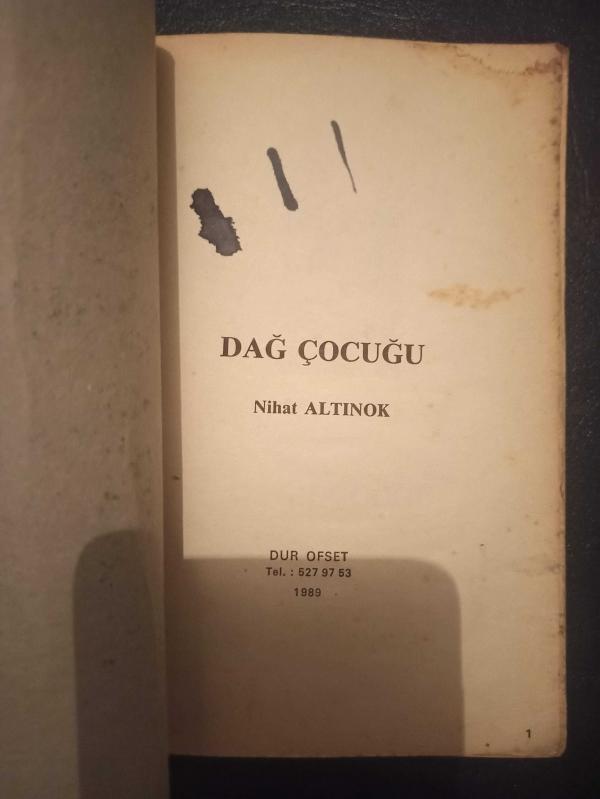 DAĞ ÇOCUĞU
Nihat ALTINOK
DUR OFSET
Tel. : 527 97 53
1989
1